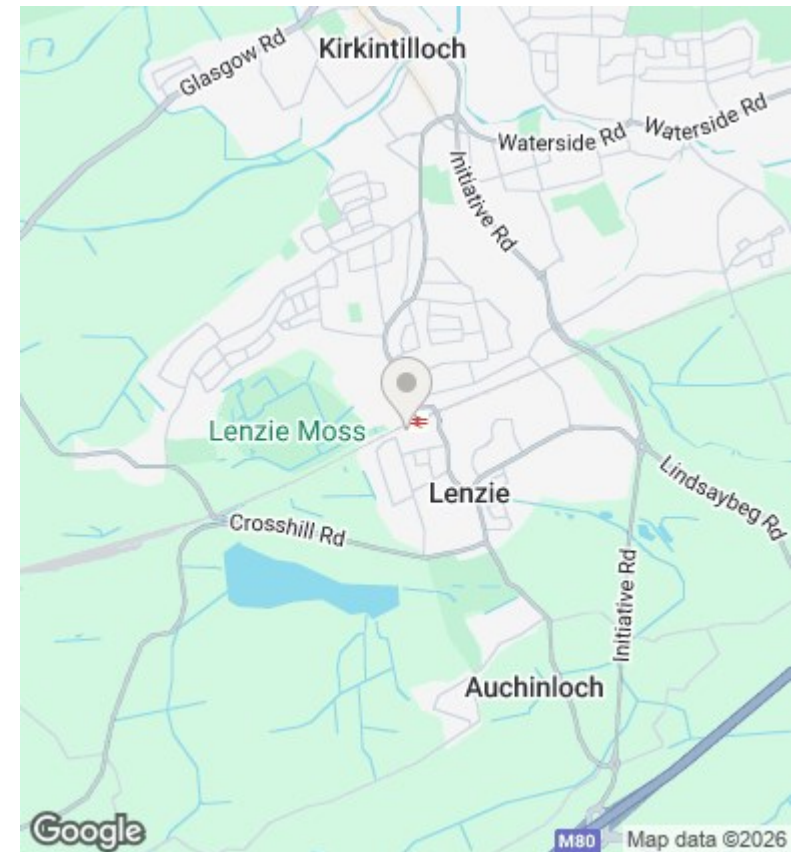 Kirkintilloch
Glasgow Rd
Waterside Rd
Waterside Rd
Initiative Rd
Lenzie Moss
Lenzie
Lindsaybeg Rd
Crosshill Rd
Initiative Rd
Auchinloch
Google
M80
Map data ©2026